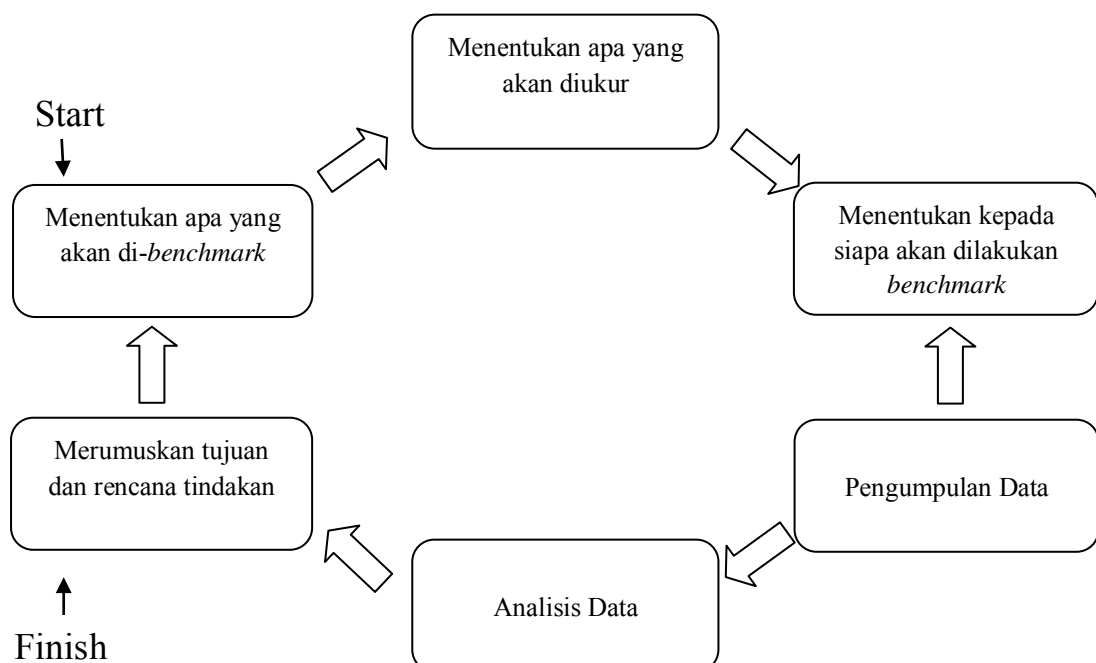 Start
Menentukan apa yang
akan di-benchmark
Menentukan apa yang
akan diukur
Menentukan kepada
siapa akan dilakukan
benchmark
Pengumpulan Data
Analisis Data
Merumuskan tujuan
dan rencana tindakan
Finish